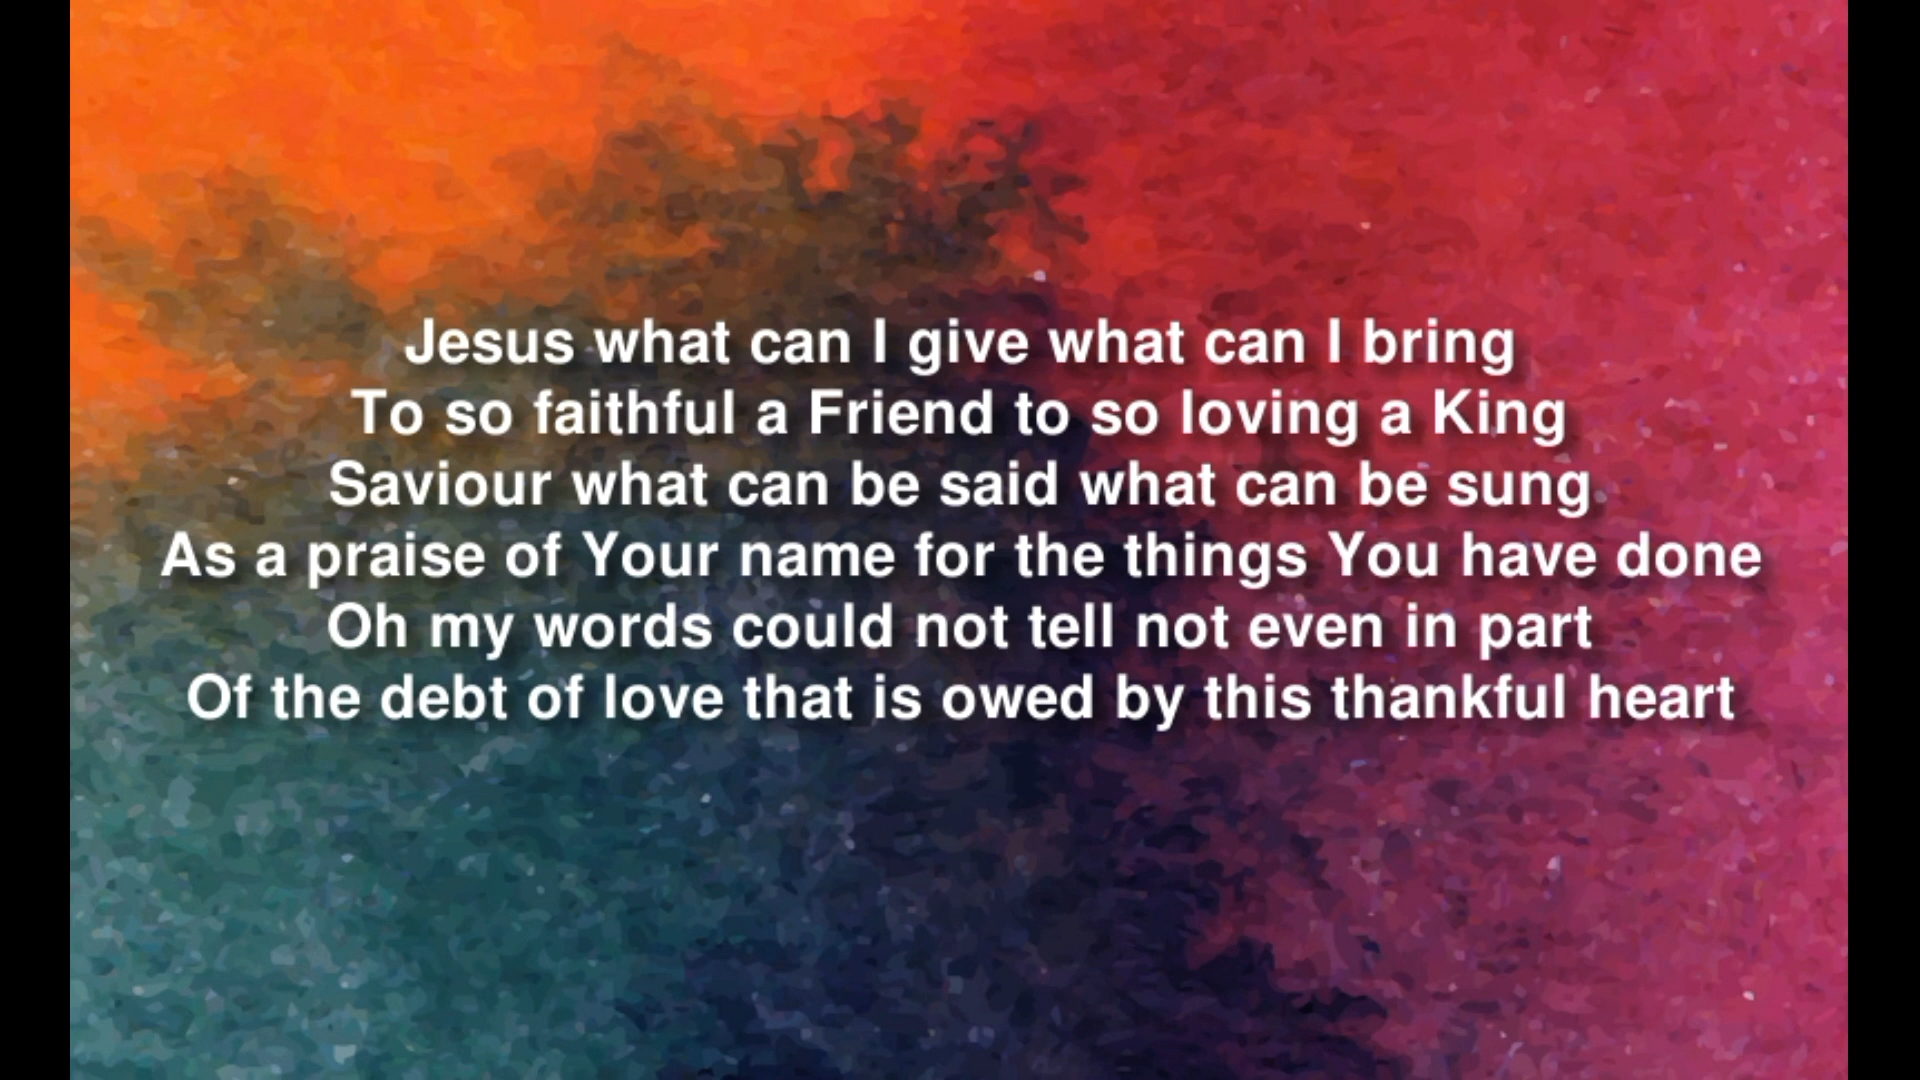 Jesus what can I give what can I bring
To so faithful a Friend to so loving a King
Saviour what can be said what can be sung
As a praise of Your name for the things You have done
Oh my words could not tell not even in part
Of the debt of love that is owed by this thankful heart